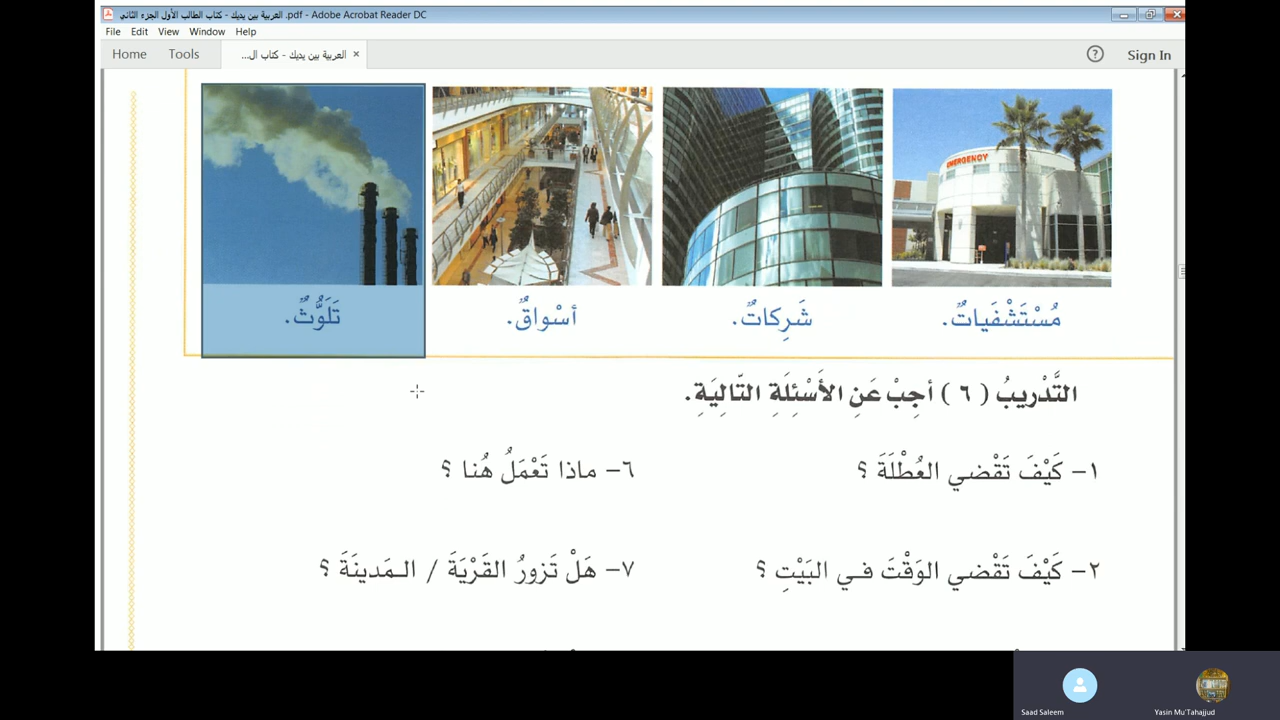 العربية بين يديك - كتاب الطالب الأول الجزء الثاني .pdf - Adobe Acrobat Reader DC
File Edit View Window Help
Home Tools العربية بين يديك - كتاب ال... × ? Sign In
EMERGENCY
مُسْتَشْفَياتٌ. شَرِكاتٌ. أسْواقٌ. تَلَوُّثٌ.
التَّدْريبُ ( ٦ ) أجِبْ عَنِ الأَسْئِلَةِ التّالِيَةِ.
١- كَيْفَ تَقْضي العُطْلَةَ ؟ ٦- ماذا تَعْمَلُ هُنا ؟
٢- كَيْفَ تَقْضي الوَقْتَ في البَيْتِ ؟ ٧- هَلْ تَزورُ القَرْيَةَ / المَدينَةَ ؟
Saad Saleem Yasin Mu`Tahajjud